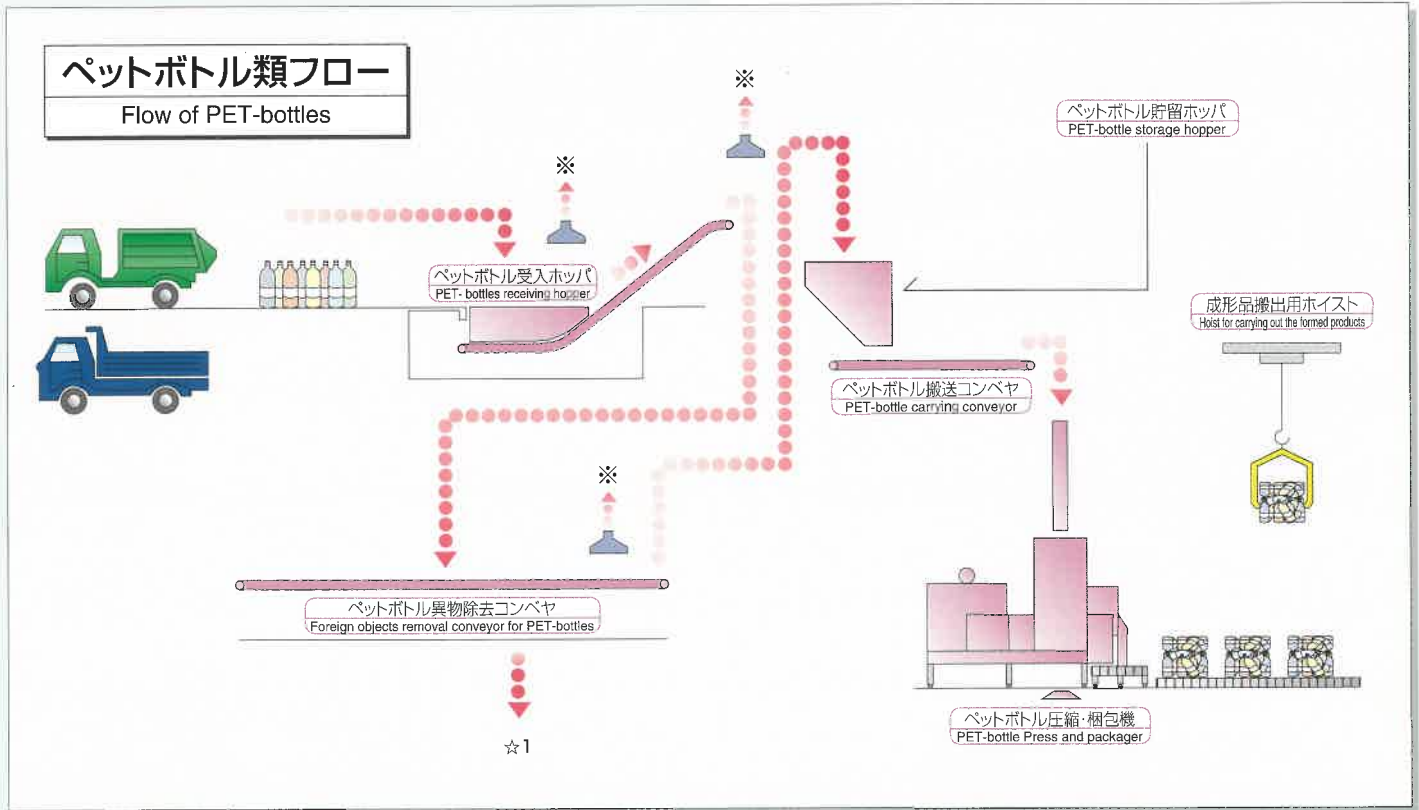 ペットボトル類フロー
Flow of PET-bottles
※
※
ペットボトル貯留ホッパ
PET-bottle storage hopper
ペットボトル受入ホッパ
PET- bottles receiving hopper
成形品搬出用ホイスト
Hoist for carrying out the formed products
ペットボトル搬送コンベヤ
PET-bottle carrying conveyor
※
ペットボトル異物除去コンベヤ
Foreign objects removal conveyor for PET-bottles
☆1
ペットボトル圧縮・梱包機
PET-bottle Press and packager